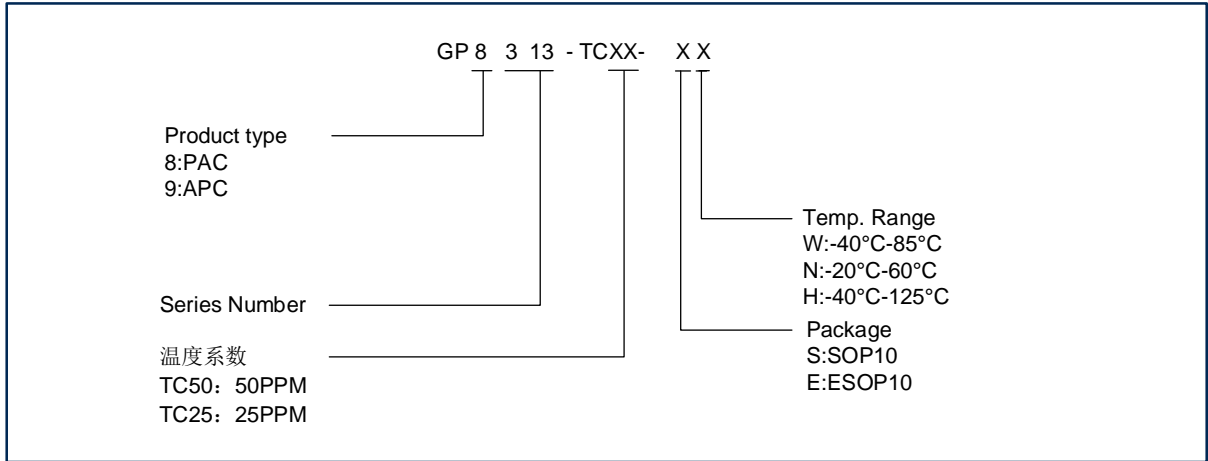 GP 8 3 13 - TCXX- X X
Product type
8:PAC
9:APC
Series Number
温度系数
TC50：50PPM
TC25：25PPM
Temp. Range
W:-40°C-85°C
N:-20°C-60°C
H:-40°C-125°C
Package
S:SOP10
E:ESOP10